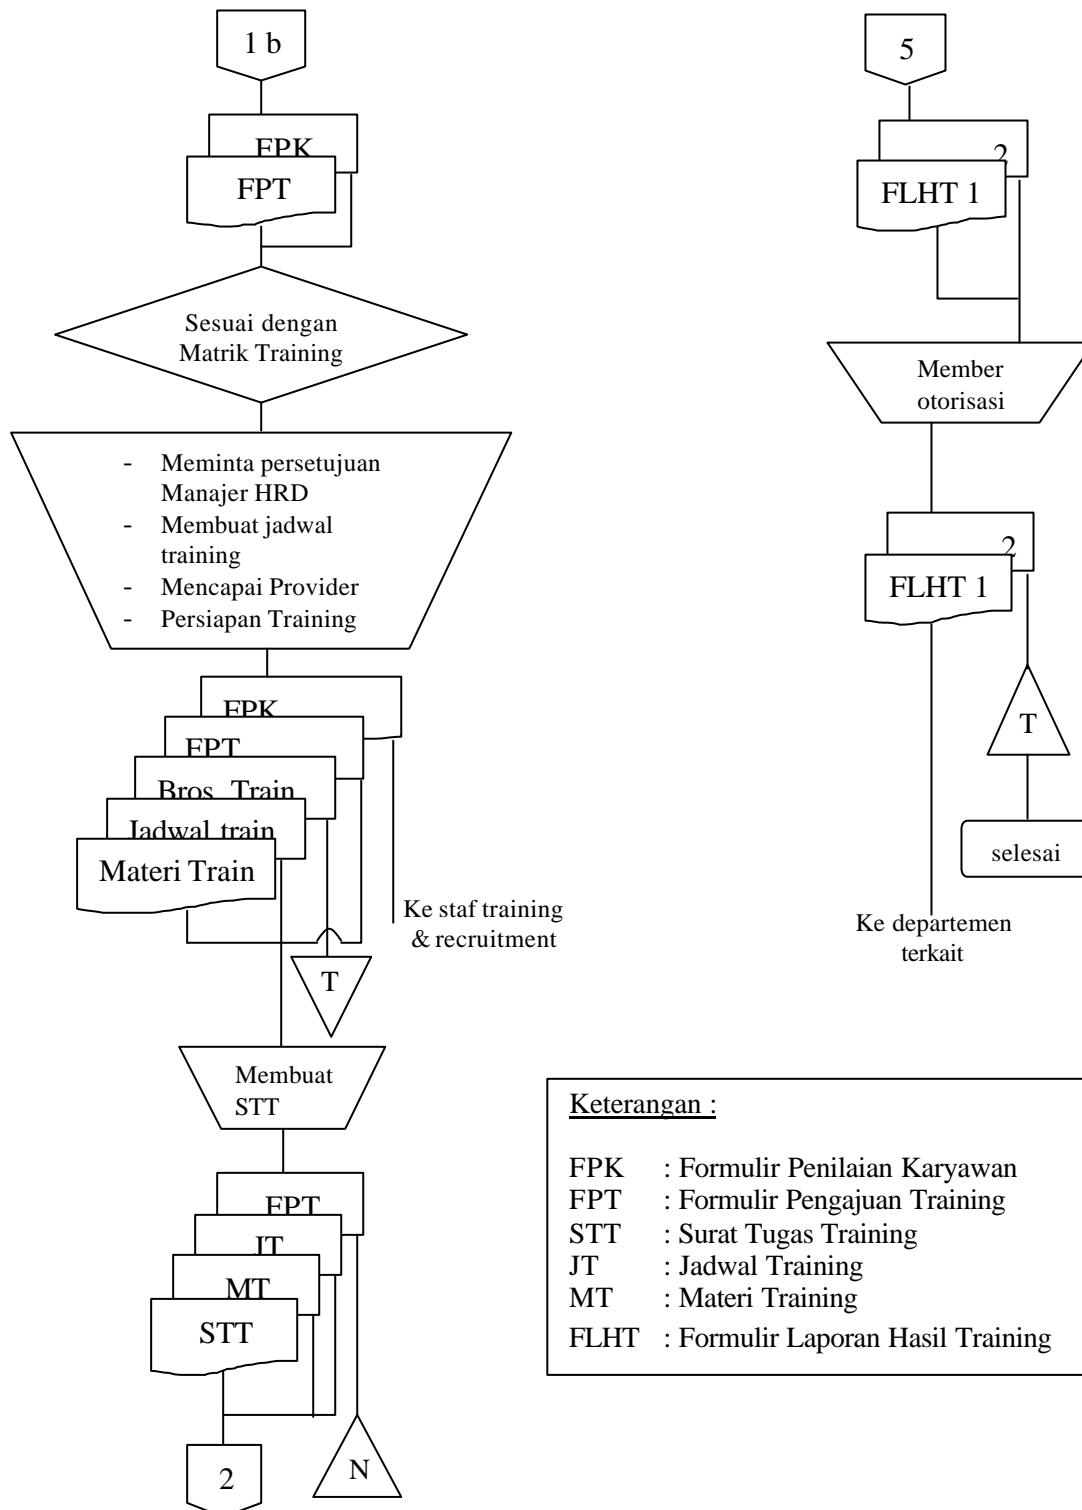 1 b
FPK
FPT
Sesuai dengan
Matrik Training
- Meminta persetujuan
Manajer HRD
- Membuat jadwal
training
- Mencapai Provider
- Persiapan Training
FPK
FPT
Bros. Train
Jadwal train
Materi Train
Ke staf training
& recruitment
T
Membuat
STT
FPT
JT
MT
STT
2
N
5
2
FLHT 1
Member
otorisasi
2
FLHT 1
T
selesai
Ke departemen
terkait
Keterangan :
FPK : Formulir Penilaian Karyawan
FPT : Formulir Pengajuan Training
STT : Surat Tugas Training
JT : Jadwal Training
MT : Materi Training
FLHT : Formulir Laporan Hasil Training